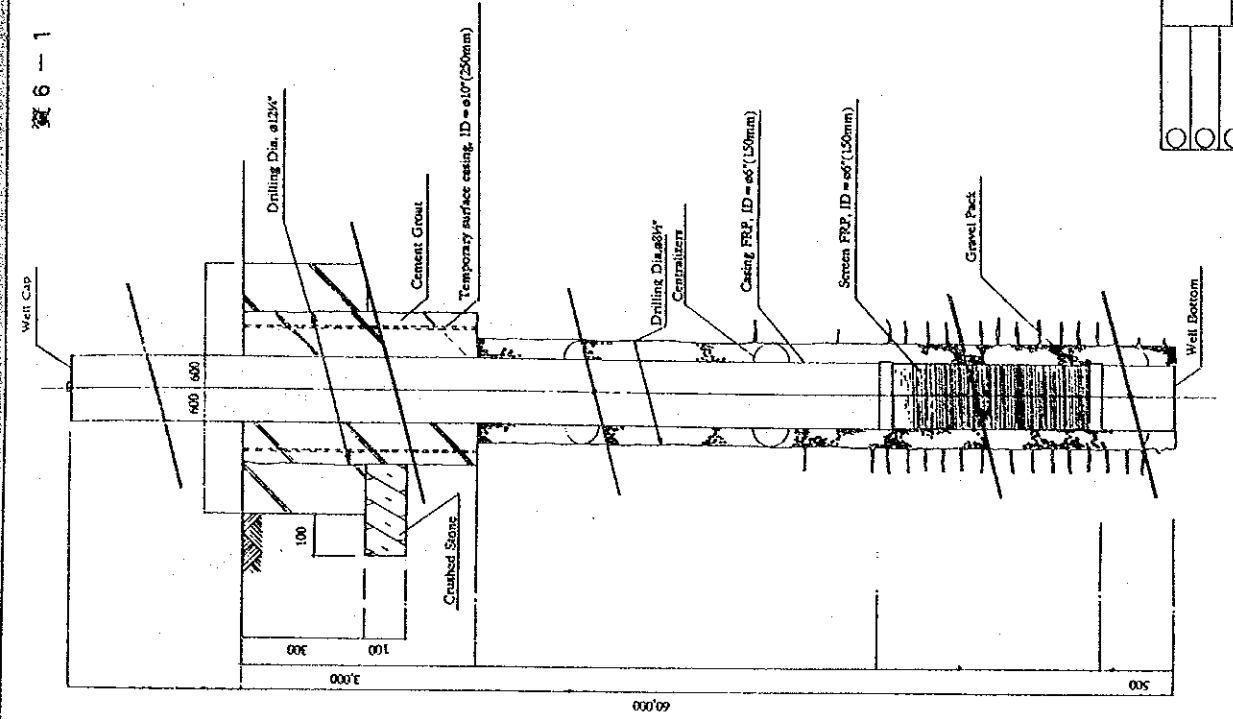 資6－1
Well Cap
Drilling Dia. ø12¼"
600
600
Cement Grout
Temporary surface casing, ID = ø10"(250mm)
100
Crushed Stone
300
100
3,000
Drilling Dia.ø8½"
Centralizers
Casing FRP, ID = ø6"(150mm)
Screen FRP, ID = ø6"(150mm)
Gravel Pack
Well Bottom
500
60,000